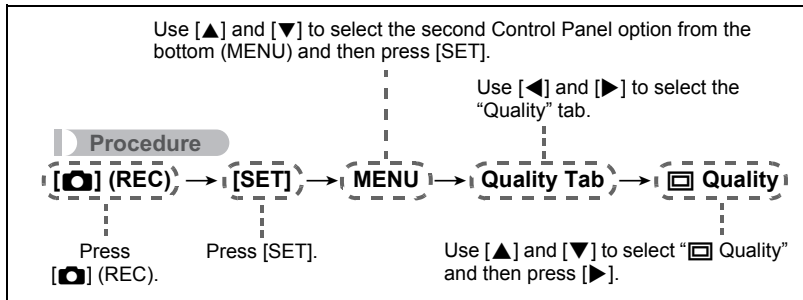 Use [▲] and [▼] to select the second Control Panel option from the
bottom (MENU) and then press [SET].
Use [◀] and [▶] to select the
“Quality” tab.
Procedure
[📷] (REC) → [SET] → MENU → Quality Tab → Quality
Press
[📷] (REC).
Press [SET].
Use [▲] and [▼] to select “ Quality”
and then press [▶].